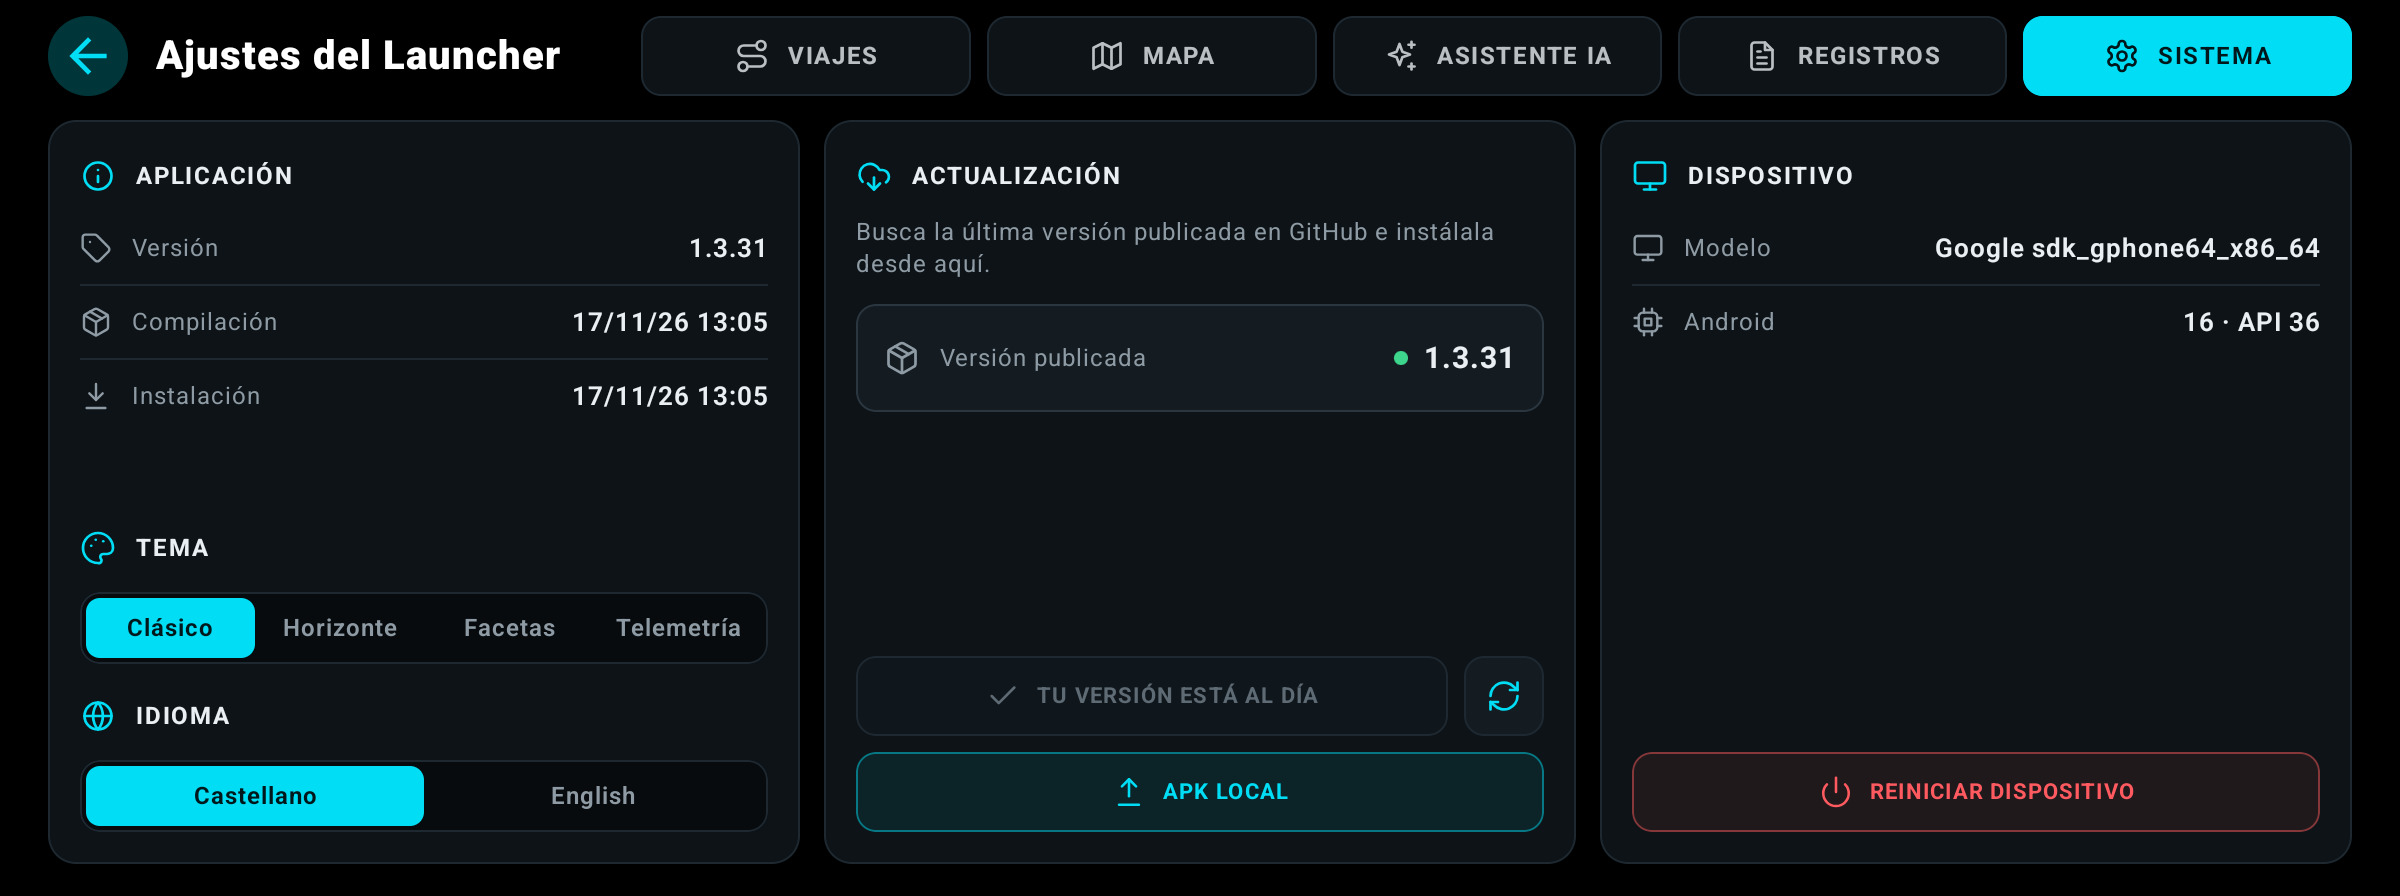 Ajustes del Launcher
VIAJES
MAPA
ASISTENTE IA
REGISTROS
SISTEMA
APLICACIÓN
Versión 1.3.31
Compilación 17/11/26 13:05
Instalación 17/11/26 13:05
TEMA
Clásico Horizonte Facetas Telemetría
IDIOMA
Castellano English
ACTUALIZACIÓN
Busca la última versión publicada en GitHub e instálala
desde aquí.
Versión publicada 1.3.31
TU VERSIÓN ESTÁ AL DÍA
APK LOCAL
DISPOSITIVO
Modelo Google sdk_gphone64_x86_64
Android 16 · API 36
REINICIAR DISPOSITIVO